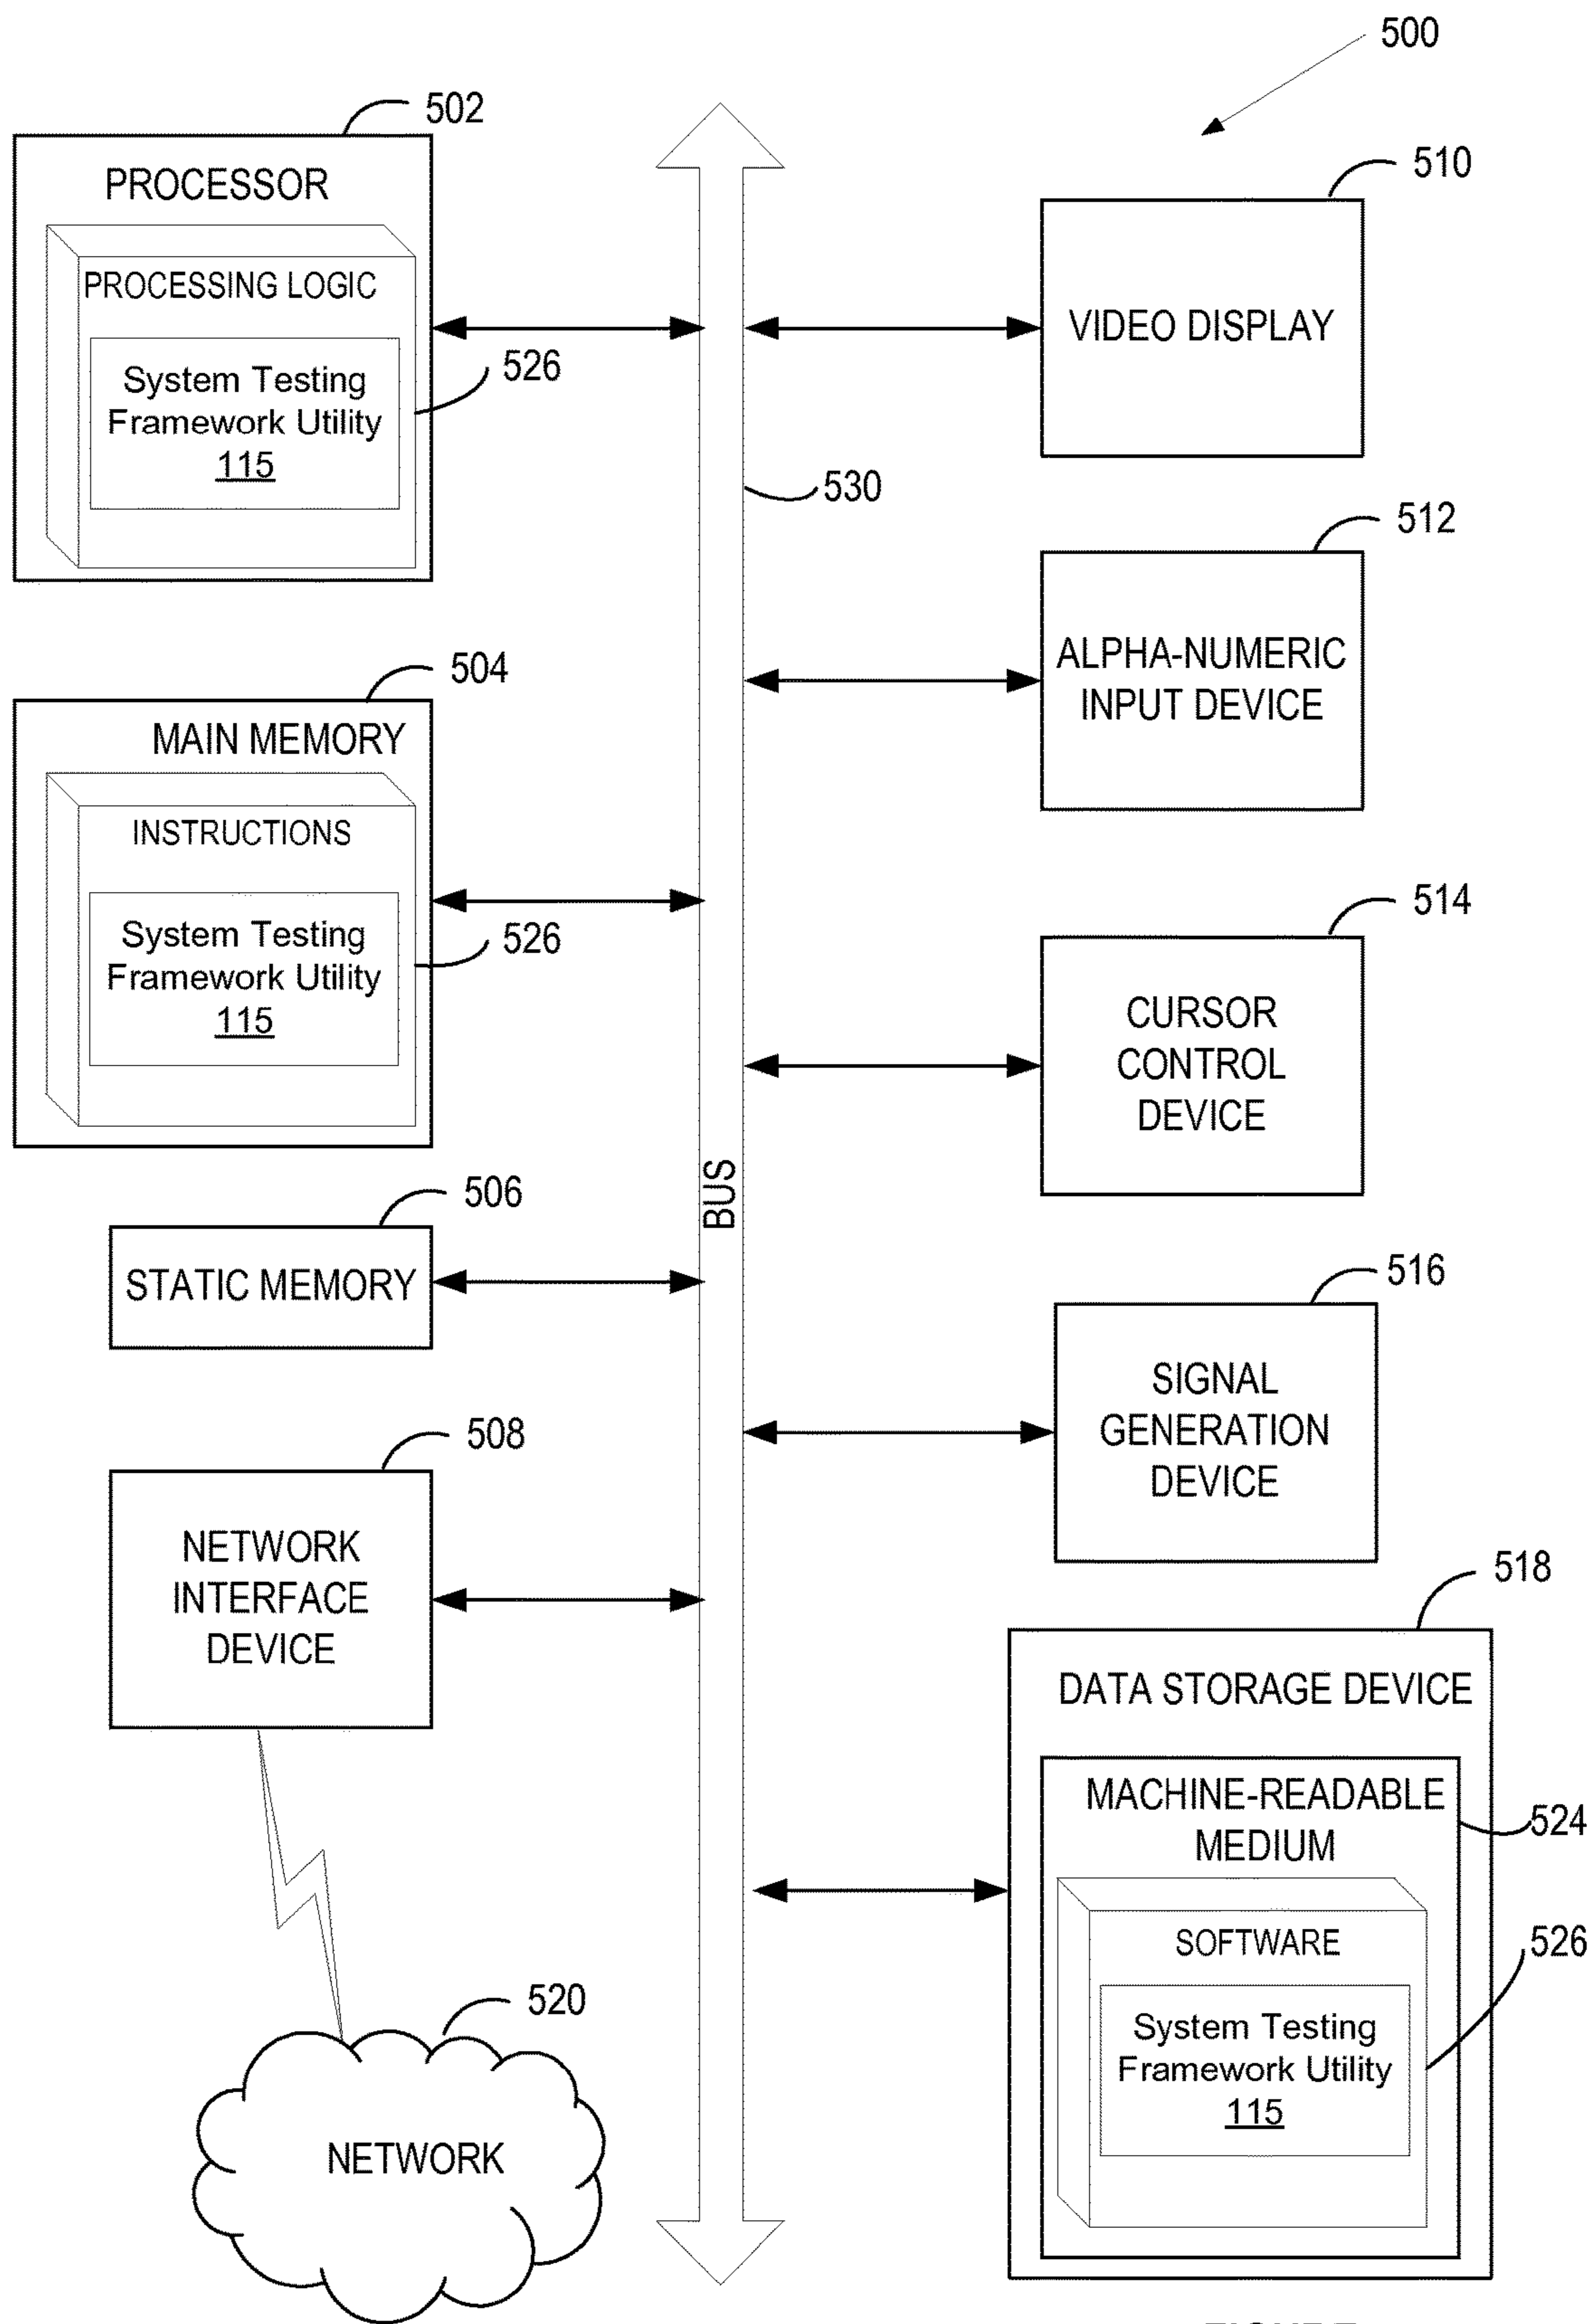 500
502
PROCESSOR
PROCESSING LOGIC
System Testing
Framework Utility
115
526
504
MAIN MEMORY
INSTRUCTIONS
System Testing
Framework Utility
115
526
506
STATIC MEMORY
508
NETWORK
INTERFACE
DEVICE
520
NETWORK
530
BUS
510
VIDEO DISPLAY
512
ALPHA-NUMERIC
INPUT DEVICE
514
CURSOR
CONTROL
DEVICE
516
SIGNAL
GENERATION
DEVICE
518
DATA STORAGE DEVICE
MACHINE-READABLE
MEDIUM
524
SOFTWARE
System Testing
Framework Utility
115
526